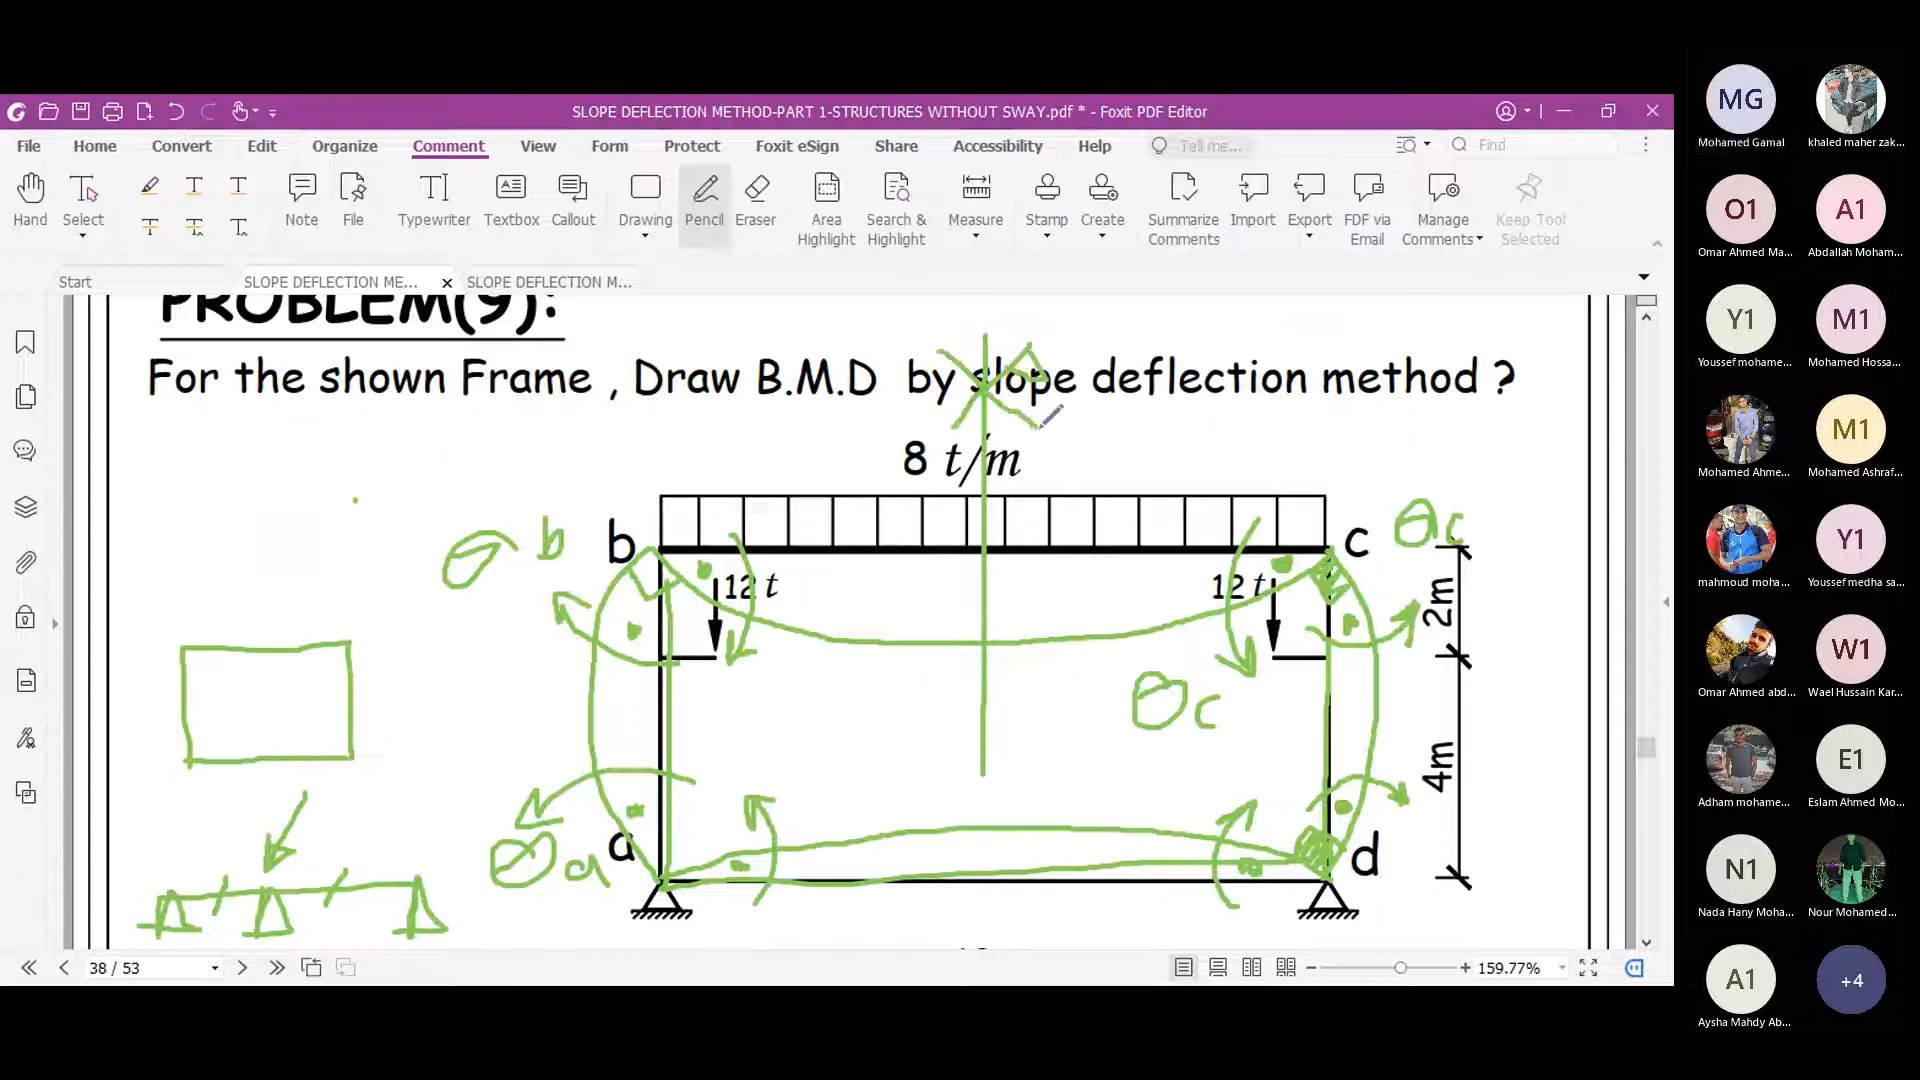 SLOPE DEFLECTION METHOD-PART 1-STRUCTURES WITHOUT SWAY.pdf * - Foxit PDF Editor
File Home Convert Edit Organize Comment View Form Protect Foxit eSign Share Accessibility Help Tell me... Find
Hand Select Note File Typewriter Textbox Callout Drawing Pencil Eraser Area Highlight Search & Highlight Measure Stamp Create Summarize Comments Import Export PDF via Email Manage Comments Keep Tool Selected
Start SLOPE DEFLECTION ME... SLOPE DEFLECTION M...
PROBLEM(9):
For the shown Frame , Draw B.M.D by slope deflection method ?
8 t/m
θb b c θc
12 t 12 t 2m
θc
4m
θa a d
38 / 53
159.77%
MG
Mohamed Gamal khaled maher zak...
O1 A1
Omar Ahmed Ma... Abdallah Moham...
Y1 M1
Youssef mohame... Mohamed Hossa...
M1
Mohamed Ahme... Mohamed Ashraf...
Y1
mahmoud moha... Youssef medha sa...
W1
Omar Ahmed abd... Wael Hussain Kar...
E1
Adham mohame... Eslam Ahmed Mo...
N1
Nada Hany Moha... Nour Mohamed...
A1 +4
Aysha Mahdy Ab...